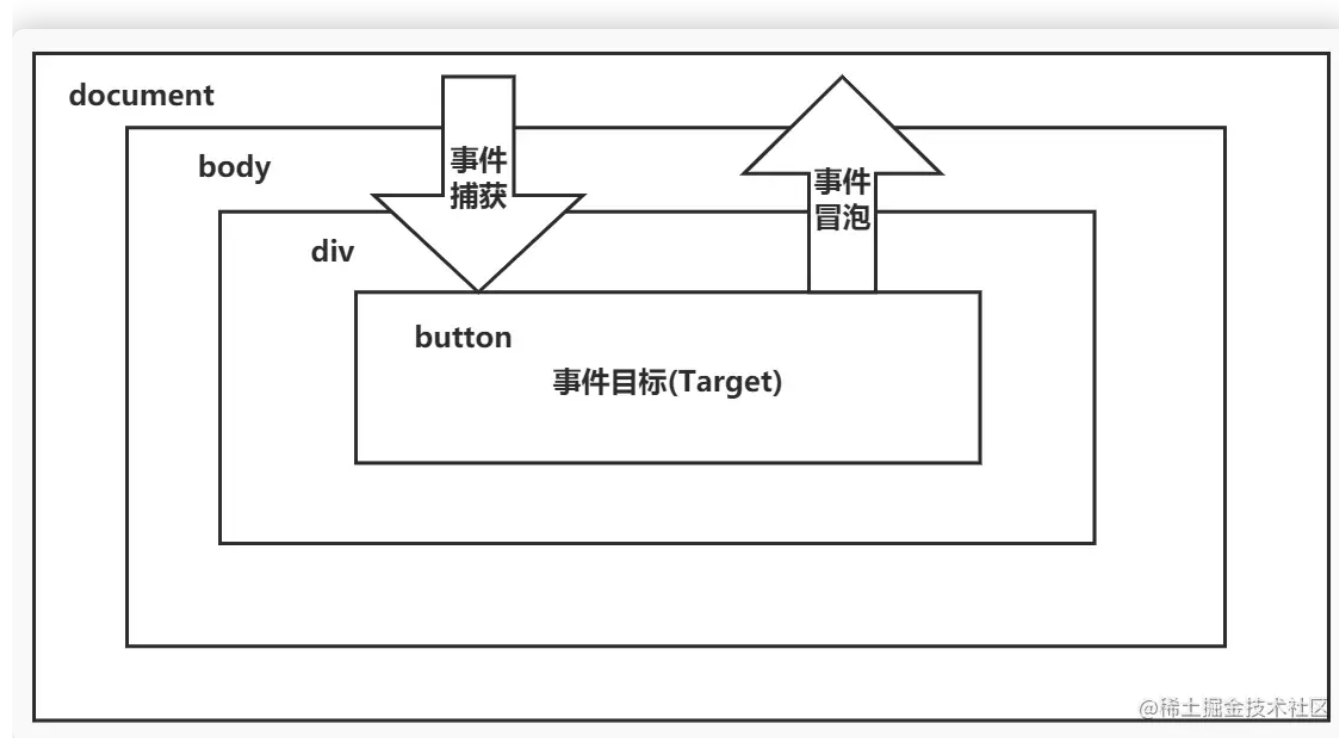 document
body
事件
捕获
事件
冒泡
div
button
事件目标(Target)
@稀土掘金技术社区